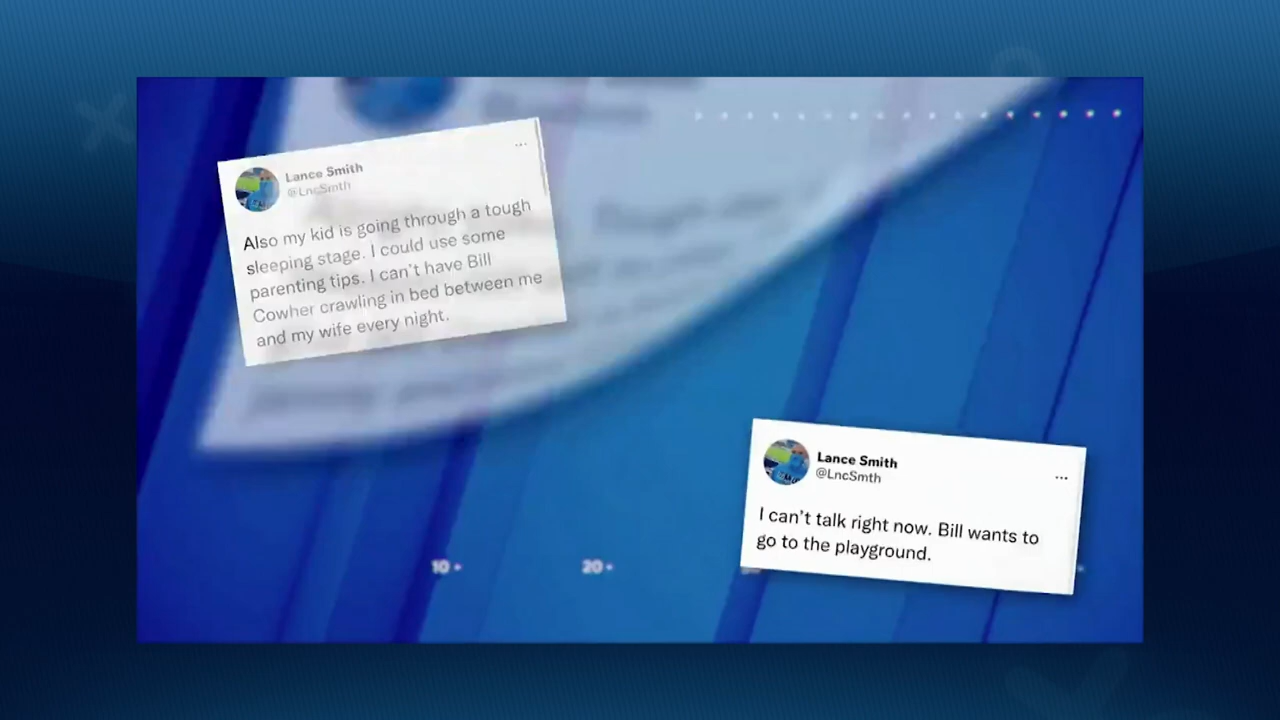 Lance Smith
@LncSmth
Also my kid is going through a tough
sleeping stage. I could use some
parenting tips. I can't have Bill
Cowher crawling in bed between me
and my wife every night.
Lance Smith
@LncSmth
I can't talk right now. Bill wants to
go to the playground.
10
20